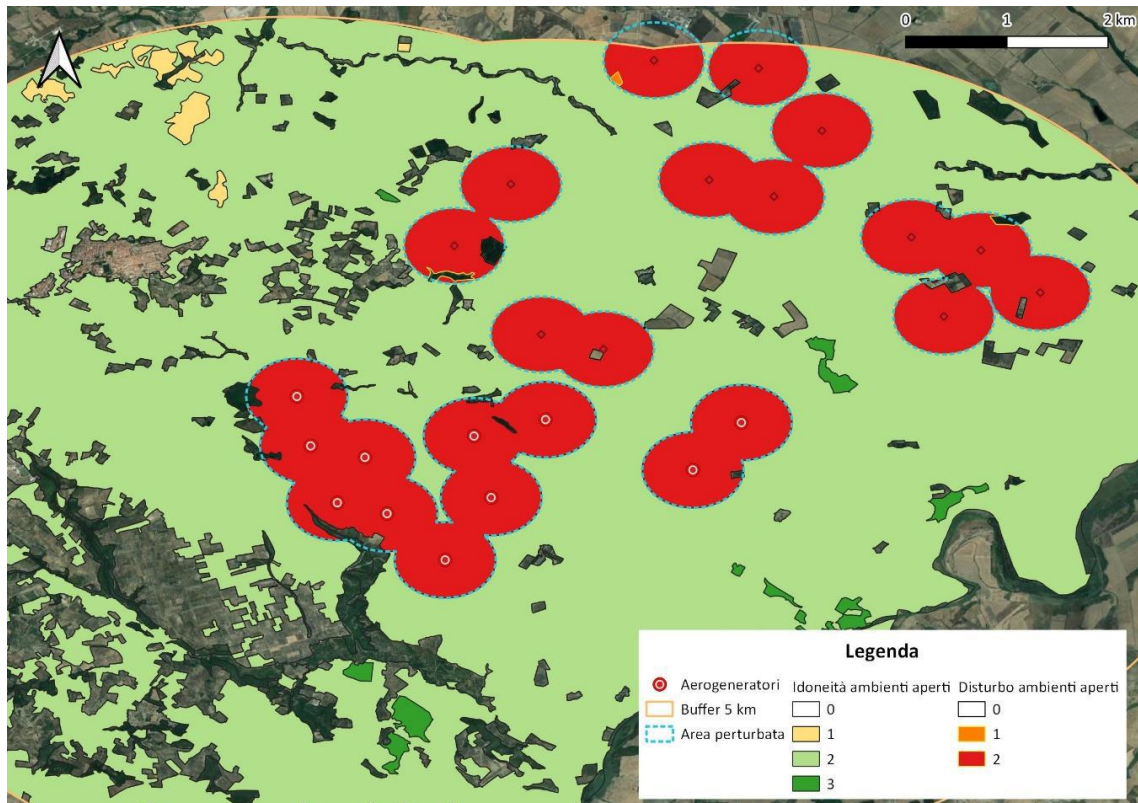 0 1 2 km
Legenda
Aerogeneratori
Buffer 5 km
Area perturbata
Idoneità ambienti aperti
0
1
2
3
Disturbo ambienti aperti
0
1
2